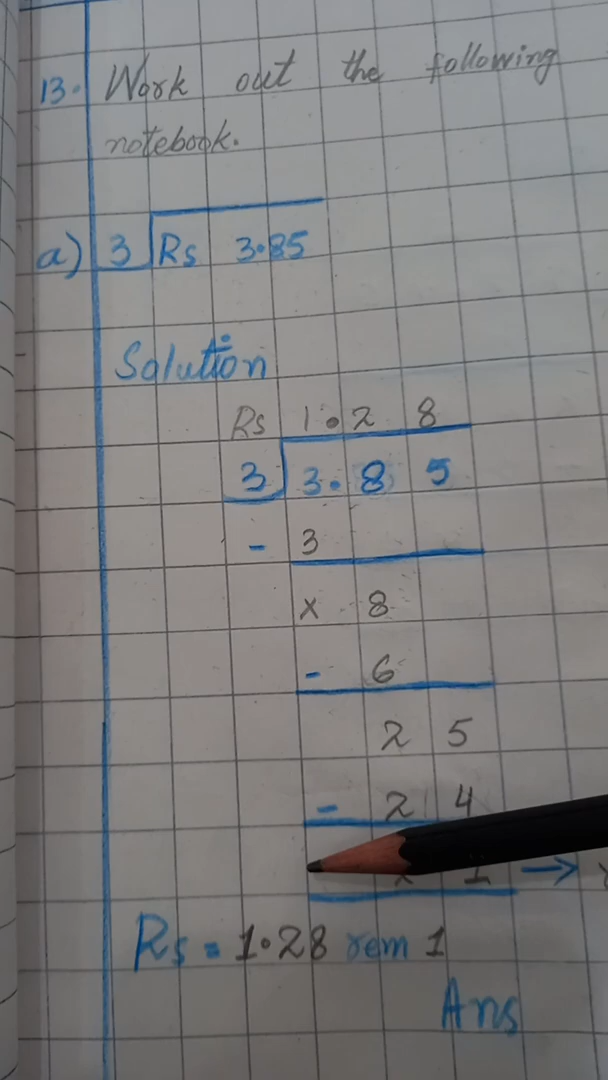 13. Work out the following
notebook.
a) 3 Rs 3.85
Solution
Rs 1.2 8
3 3.8 5
- 3
x 8
- 6
2 5
- 2 4
x 1 →
Rs = 1.28 rem 1
Ans